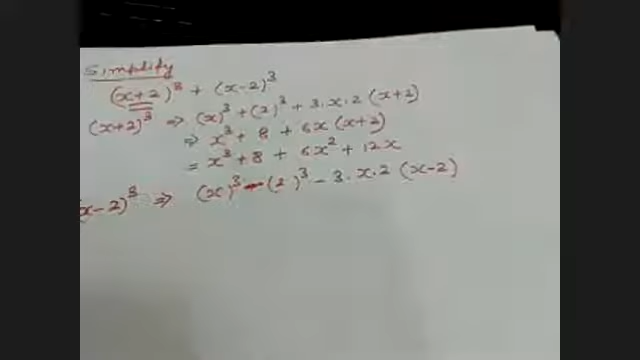 Simplify
(x+2)³ + (x-2)³
(x+2)³ ⇒ (x)³ + (2)³ + 3.x.2 (x+2)
⇒ x³ + 8 + 6x (x+2)
= x³ + 8 + 6x² + 12x
(x-2)³ ⇒ (x)³ - (2)³ - 3.x.2 (x-2)